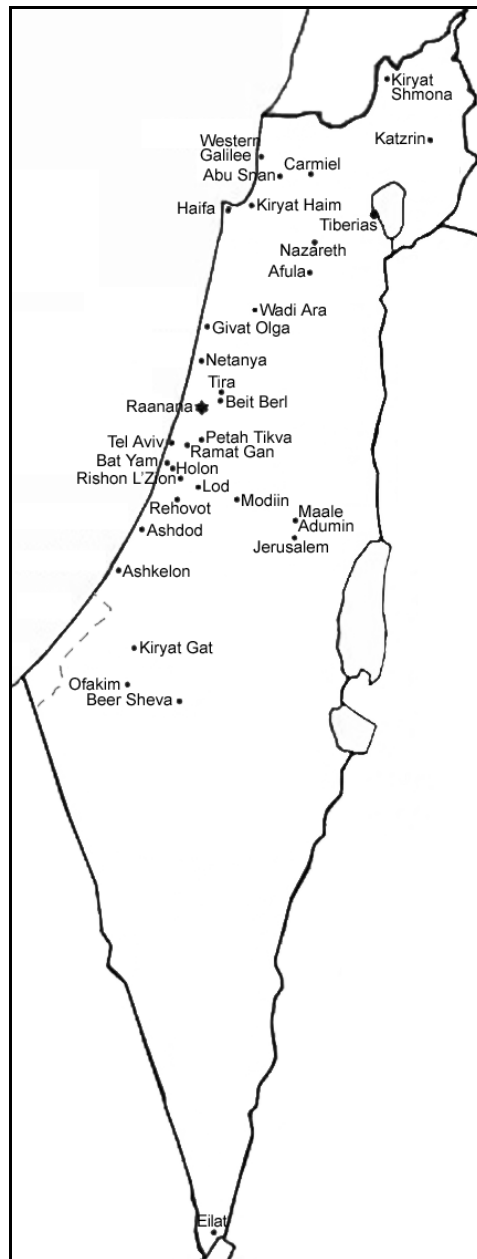 Kiryat
Shmona
Katzrin
Western
Galilee
Carmiel
Abu Snan
Kiryat Haim
Haifa
Tiberias
Nazareth
Afula
Wadi Ara
Givat Olga
Netanya
Tira
Beit Berl
Raanana
Petah Tikva
Tel Aviv
Ramat Gan
Bat Yam
Holon
Rishon L'Zion
Lod
Rehovot
Modiin
Maale
Adumin
Ashdod
Jerusalem
Ashkelon
Kiryat Gat
Ofakim
Beer Sheva
Eilat